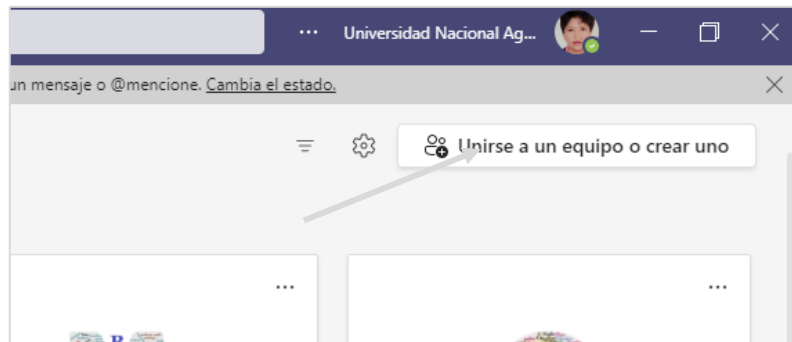 ... Universidad Nacional Ag...
un mensaje o @mencione. Cambia el estado.
Unirse a un equipo o crear uno
... ...
B